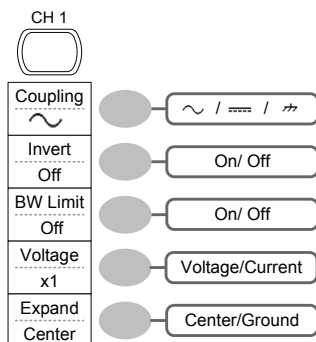 CH 1
Coupling
/ /
Invert
Off
On/ Off
BW Limit
Off
On/ Off
Voltage
x1
Voltage/Current
Expand
Center
Center/Ground